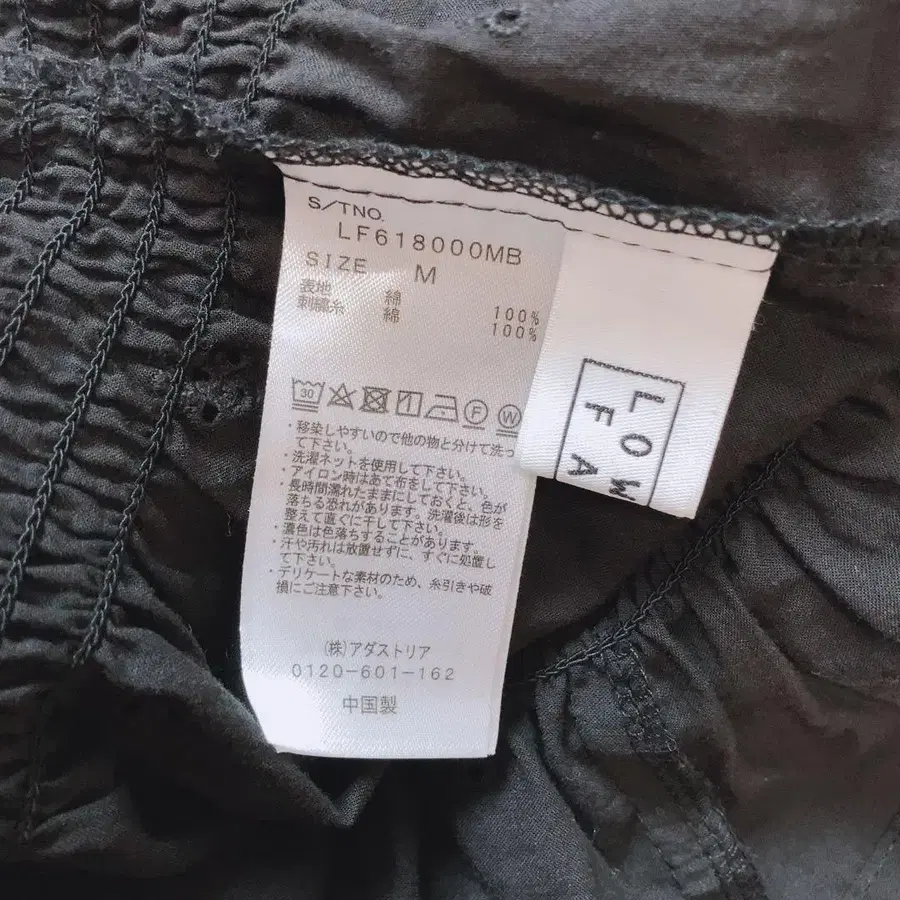 S/TNO.
LF618000MB
SIZE M
表地 綿 100%
刺繍糸 綿 100%
30
F
W
・移染しやすいので他の物と分けて洗っ
て下さい。
・洗濯ネットを使用して下さい。
・アイロン時はあて布をして下さい。
・長時間濡れたままにしておくと、色が
落ちる恐れがあります。洗濯後は形を
整えて直ぐに干して下さい。
・濃色は色落ちすることがあります。
・汗や汚れは放置せずに、すぐに処置し
て下さい。
・デリケートな素材のため、糸引きや破
損にご注意下さい。
(株)アダストリア
0120-601-162
中国製
LOW
FA